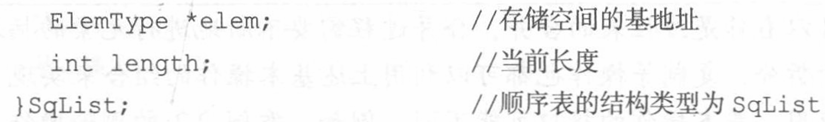 ElemType *elem; //存储空间的基地址
int length; //当前长度
}SqList; //顺序表的结构类型为 SqList